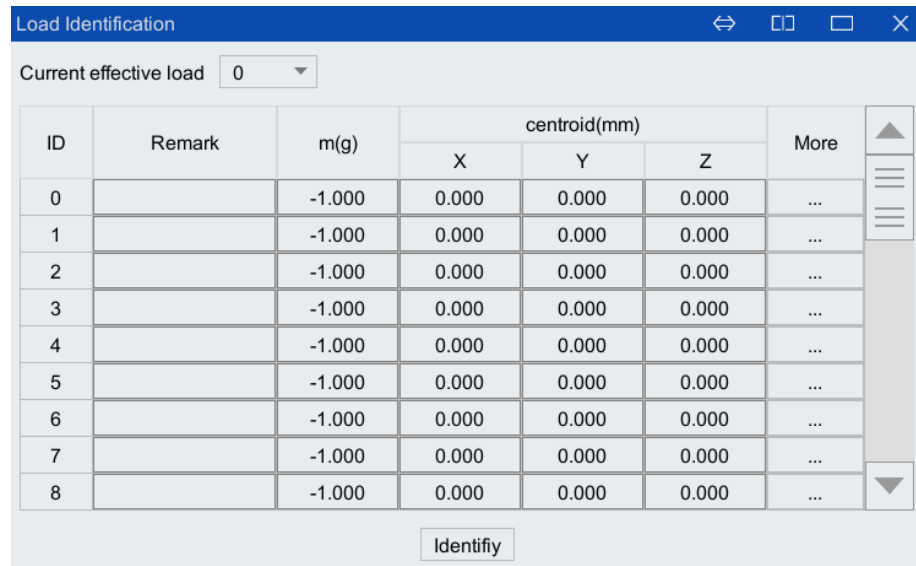 Load Identification
Current effective load 0
ID Remark m(g) centroid(mm) More
X Y Z
0 -1.000 0.000 0.000 0.000 ...
1 -1.000 0.000 0.000 0.000 ...
2 -1.000 0.000 0.000 0.000 ...
3 -1.000 0.000 0.000 0.000 ...
4 -1.000 0.000 0.000 0.000 ...
5 -1.000 0.000 0.000 0.000 ...
6 -1.000 0.000 0.000 0.000 ...
7 -1.000 0.000 0.000 0.000 ...
8 -1.000 0.000 0.000 0.000 ...
Identifiy